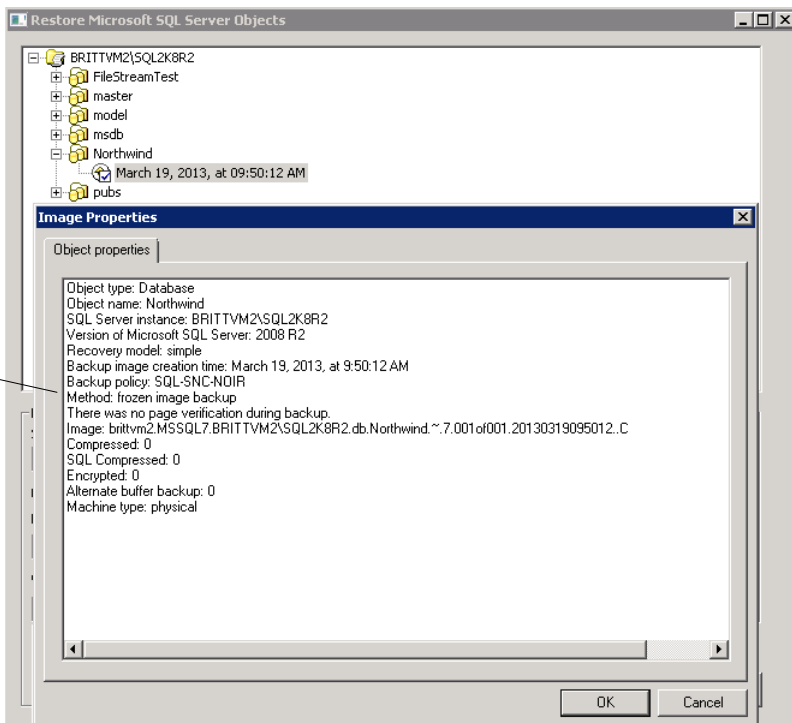 Restore Microsoft SQL Server Objects
BRITTVM2\SQL2K8R2
FileStreamTest
master
model
msdb
Northwind
March 19, 2013, at 09:50:12 AM
pubs
Image Properties
Object properties
Object type: Database
Object name: Northwind
SQL Server instance: BRITTVM2\SQL2K8R2
Version of Microsoft SQL Server: 2008 R2
Recovery model: simple
Backup image creation time: March 19, 2013, at 9:50:12 AM
Backup policy: SQL-SNC-NOIR
Method: frozen image backup
There was no page verification during backup.
Image: brittvm2.MSSQL7.BRITTVM2\SQL2K8R2.db.Northwind.~.7.001of001.20130319095012..C
Compressed: 0
SQL Compressed: 0
Encrypted: 0
Alternate buffer backup: 0
Machine type: physical
OK
Cancel